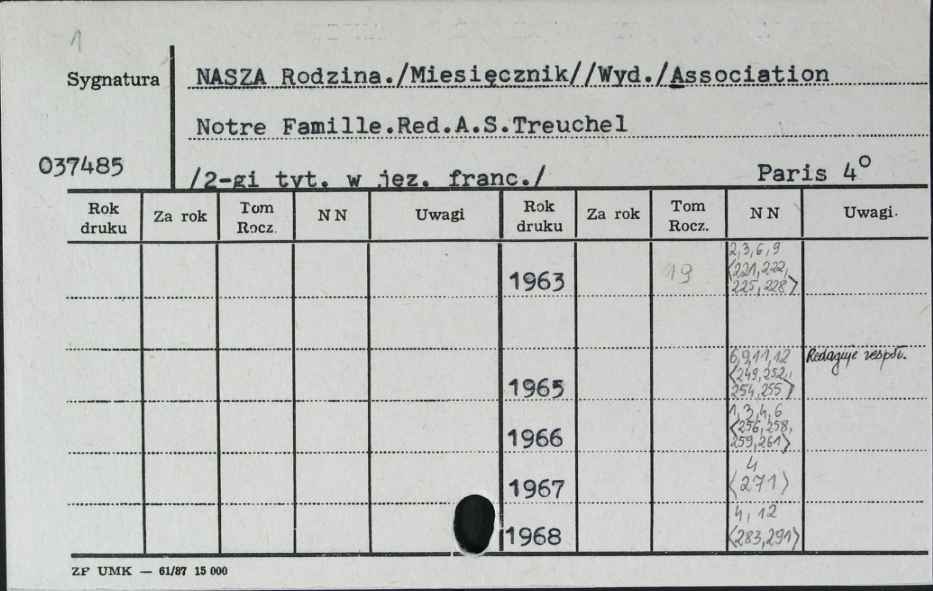 1
Sygnatura
NASZA Rodzina./Miesięcznik//Wyd./Association
Notre Famille.Red.A.S.Treuchel
037485
/2-gi tyt. w jęz. franc./ Paris 4°
Rok druku Za rok Tom Rocz. NN Uwagi Rok druku Za rok Tom Rocz. NN Uwagi.
1963 19 2,3,6,9
<221,222,
225,228>
1965 6,9,11,12 Redaguje zespół.
<249,252,
254,255>
1966 1,3,4,6
<256,258,
259,261>
1967 4
<271>
1968 4,12
<283,291>
ZP UMK — 61/87 15 000